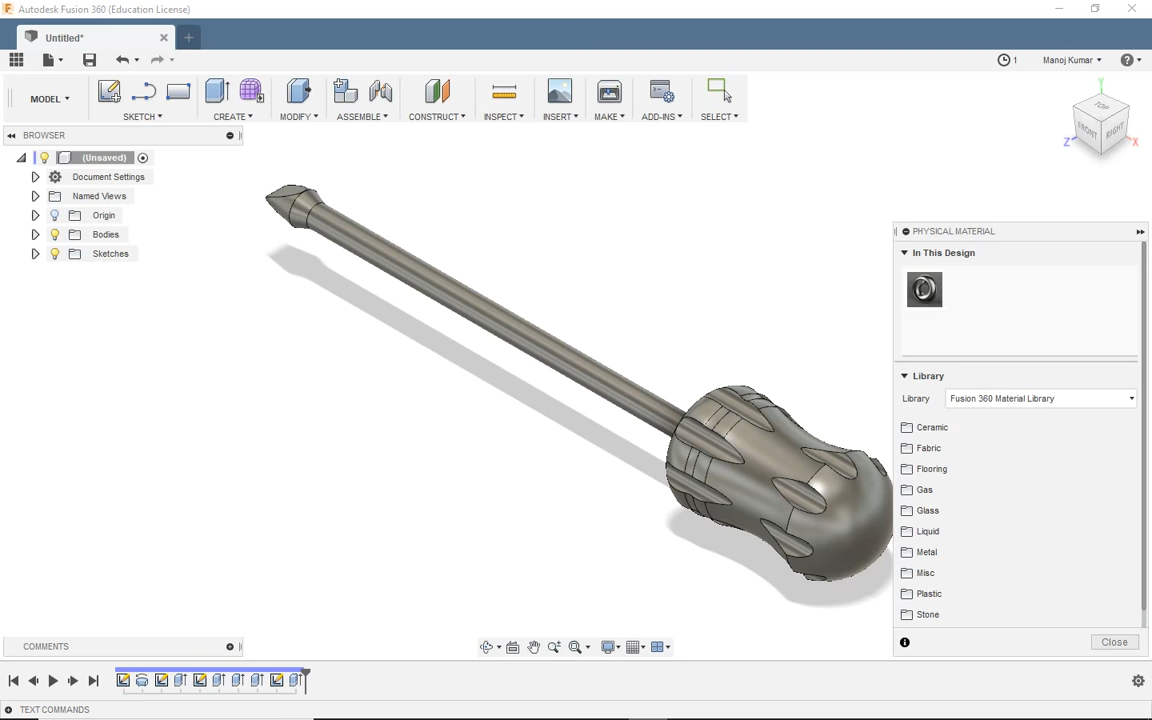 Autodesk Fusion 360 (Education License)
Untitled*
1
Manoj Kumar
MODEL
SKETCH
CREATE
MODIFY
ASSEMBLE
CONSTRUCT
INSPECT
INSERT
MAKE
ADD-INS
SELECT
BROWSER
(Unsaved)
Document Settings
Named Views
Origin
Bodies
Sketches
Y
TOP
FRONT
RIGHT
Z
X
PHYSICAL MATERIAL
In This Design
Library
Library
Fusion 360 Material Library
Ceramic
Fabric
Flooring
Gas
Glass
Liquid
Metal
Misc
Plastic
Stone
Close
COMMENTS
TEXT COMMANDS